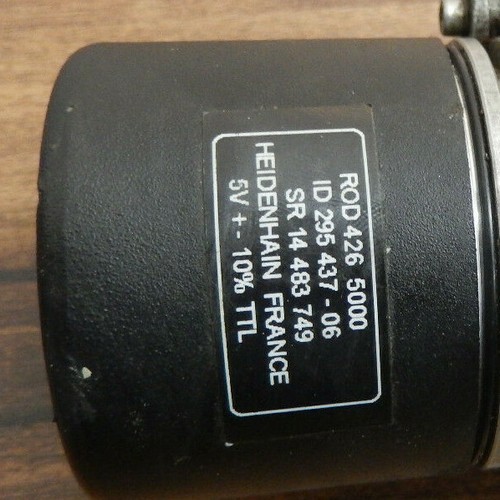 ROD 426 5000
ID 295 437 - 06
SR 14 483 749
HEIDENHAIN FRANCE
5V +- 10% TTL